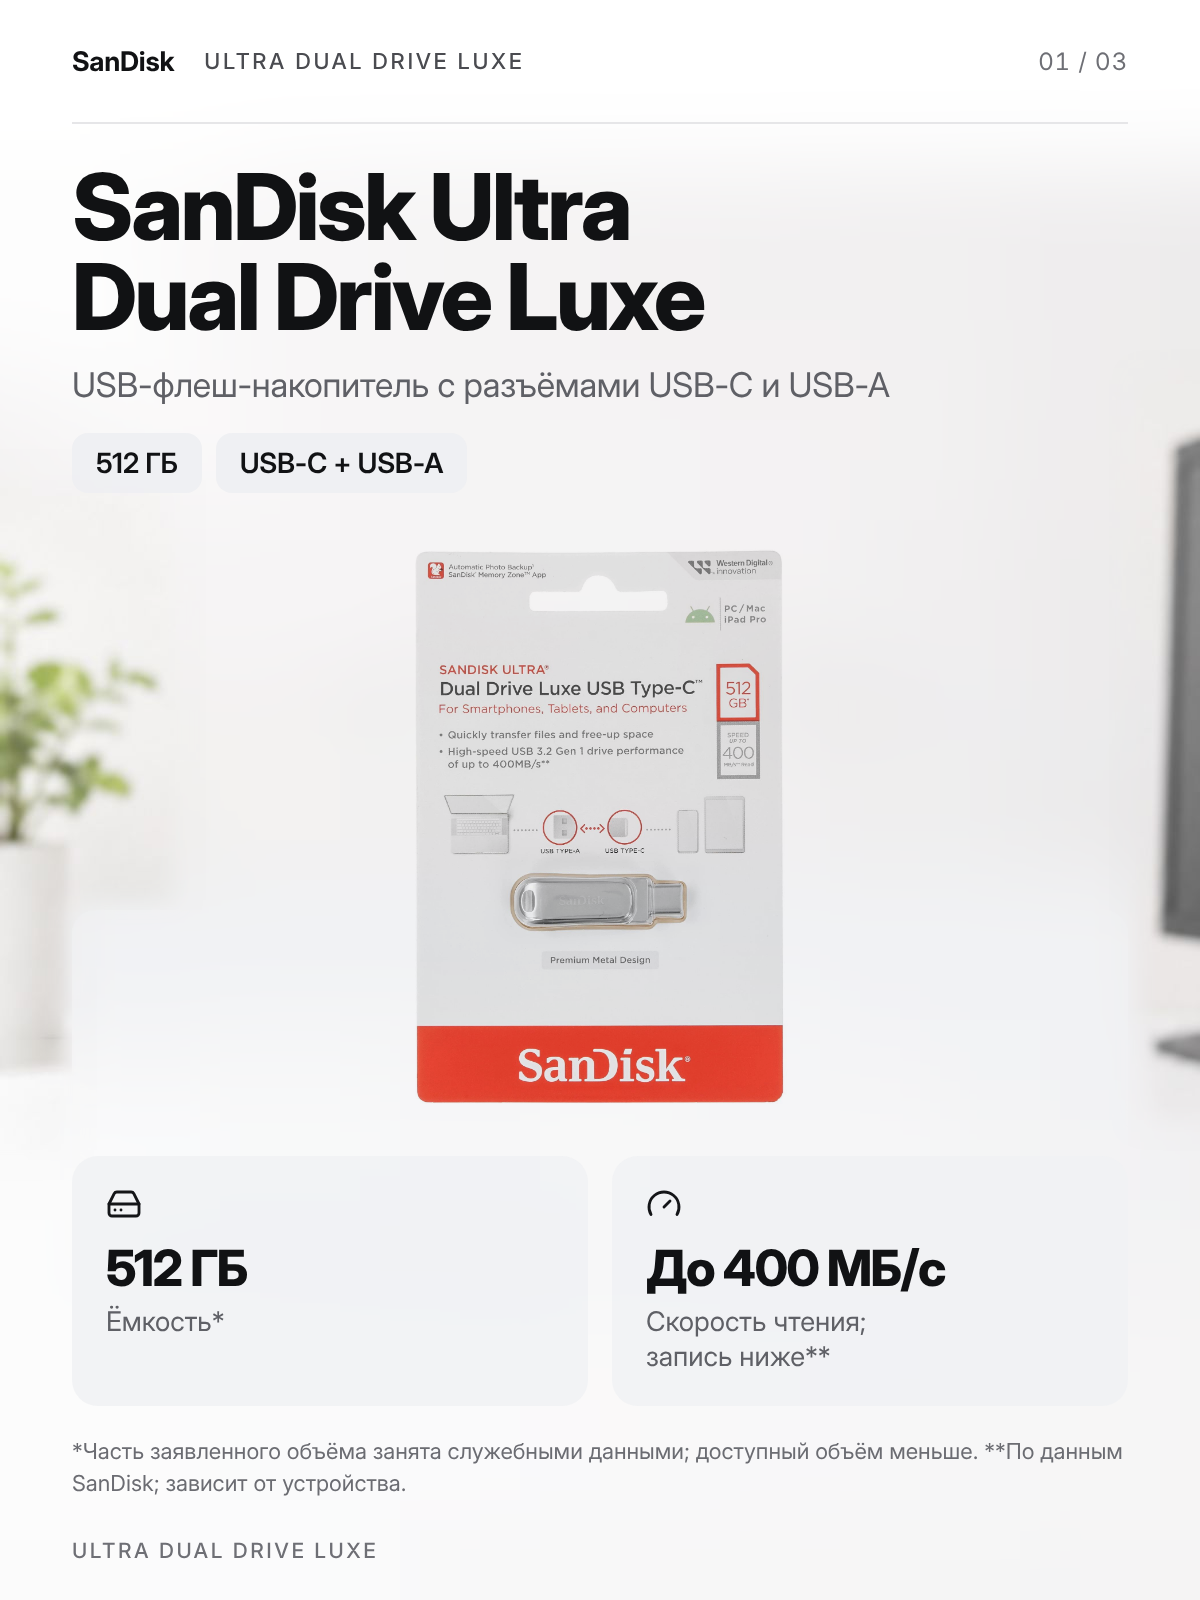 SanDisk ULTRA DUAL DRIVE LUXE 01 / 03
SanDisk Ultra
Dual Drive Luxe
USB-флеш-накопитель с разъёмами USB-C и USB-A
512 ГБ USB-C + USB-A
Automatic Photo Backup†
SanDisk® Memory Zone™ App
Western Digital®
innovation
PC / Mac
iPad Pro
SANDISK ULTRA®
Dual Drive Luxe USB Type-C™
For Smartphones, Tablets, and Computers
512
GB*
• Quickly transfer files and free-up space
• High-speed USB 3.2 Gen 1 drive performance
of up to 400MB/s**
SPEED
UP TO
400
USB TYPE-A USB TYPE-C
SanDisk
Premium Metal Design
SanDisk®
512 ГБ
Ёмкость*
До 400 МБ/с
Скорость чтения;
запись ниже**
*Часть заявленного объёма занята служебными данными; доступный объём меньше. **По данным
SanDisk; зависит от устройства.
ULTRA DUAL DRIVE LUXE